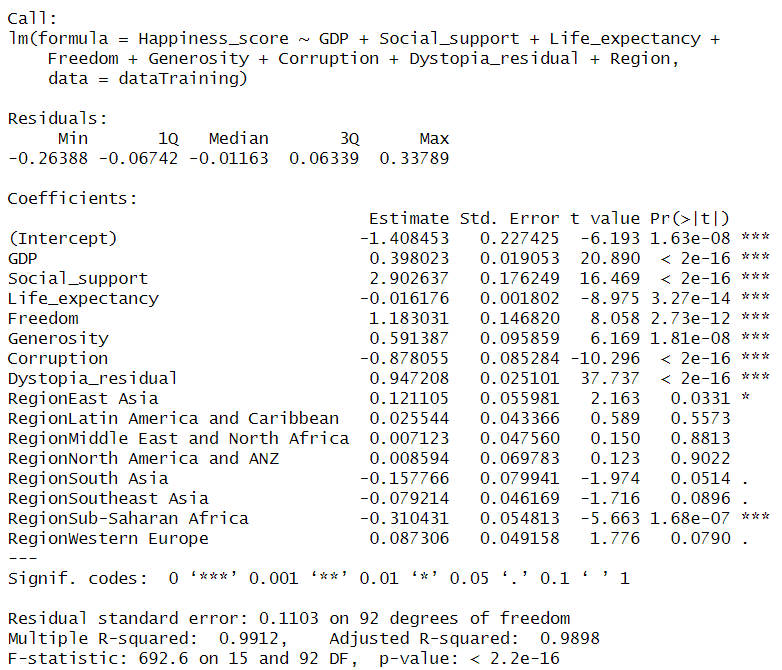 Call:
lm(formula = Happiness_score ~ GDP + Social_support + Life_expectancy +
    Freedom + Generosity + Corruption + Dystopia_residual + Region,
    data = dataTraining)

Residuals:
     Min       1Q   Median       3Q      Max
-0.26388 -0.06742 -0.01163  0.06339  0.33789

Coefficients:
                                    Estimate Std. Error t value Pr(>|t|)
(Intercept)                        -1.408453   0.227425  -6.193 1.63e-08 ***
GDP                                 0.398023   0.019053  20.890  < 2e-16 ***
Social_support                      2.902637   0.176249  16.469  < 2e-16 ***
Life_expectancy                    -0.016176   0.001802  -8.975 3.27e-14 ***
Freedom                             1.183031   0.146820   8.058 2.73e-12 ***
Generosity                          0.591387   0.095859   6.169 1.81e-08 ***
Corruption                         -0.878055   0.085284 -10.296  < 2e-16 ***
Dystopia_residual                   0.947208   0.025101  37.737  < 2e-16 ***
RegionEast Asia                     0.121105   0.055981   2.163   0.0331 *
RegionLatin America and Caribbean   0.025544   0.043366   0.589   0.5573
RegionMiddle East and North Africa  0.007123   0.047560   0.150   0.8813
RegionNorth America and ANZ         0.008594   0.069783   0.123   0.9022
RegionSouth Asia                   -0.157766   0.079941  -1.974   0.0514 .
RegionSoutheast Asia               -0.079214   0.046169  -1.716   0.0896 .
RegionSub-Saharan Africa           -0.310431   0.054813  -5.663 1.68e-07 ***
RegionWestern Europe                0.087306   0.049158   1.776   0.0790 .
---
Signif. codes:  0 ‘***’ 0.001 ‘**’ 0.01 ‘*’ 0.05 ‘.’ 0.1 ‘ ’ 1

Residual standard error: 0.1103 on 92 degrees of freedom
Multiple R-squared:  0.9912,    Adjusted R-squared:  0.9898
F-statistic: 692.6 on 15 and 92 DF,  p-value: < 2.2e-16